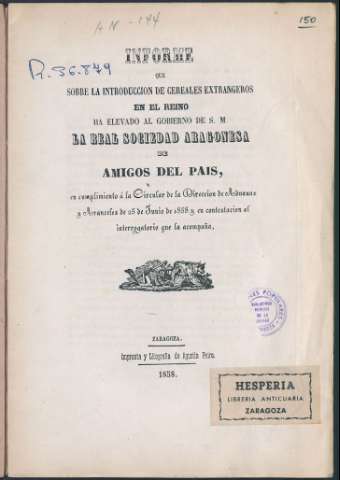 AN-144
150
R. 36.849
INFORME
QUE
SOBRE LA INTRODUCCION DE CEREALES EXTRANGEROS
EN EL REINO
HA ELEVADO AL GOBIERNO DE S. M
LA REAL SOCIEDAD ARAGONESA
DE
AMIGOS DEL PAIS,
en cumplimiento á la Circular de la Direccion de Aduanas
y Aranceles de 25 de Junio de 1858 y en contestacion al
interrogatorio que la acompaña,
ZARAGOZA.
Imprenta y Litografia de Agustin Peiro.
1858.
HESPERIA
LIBRERIA ANTICUARIA
ZARAGOZA